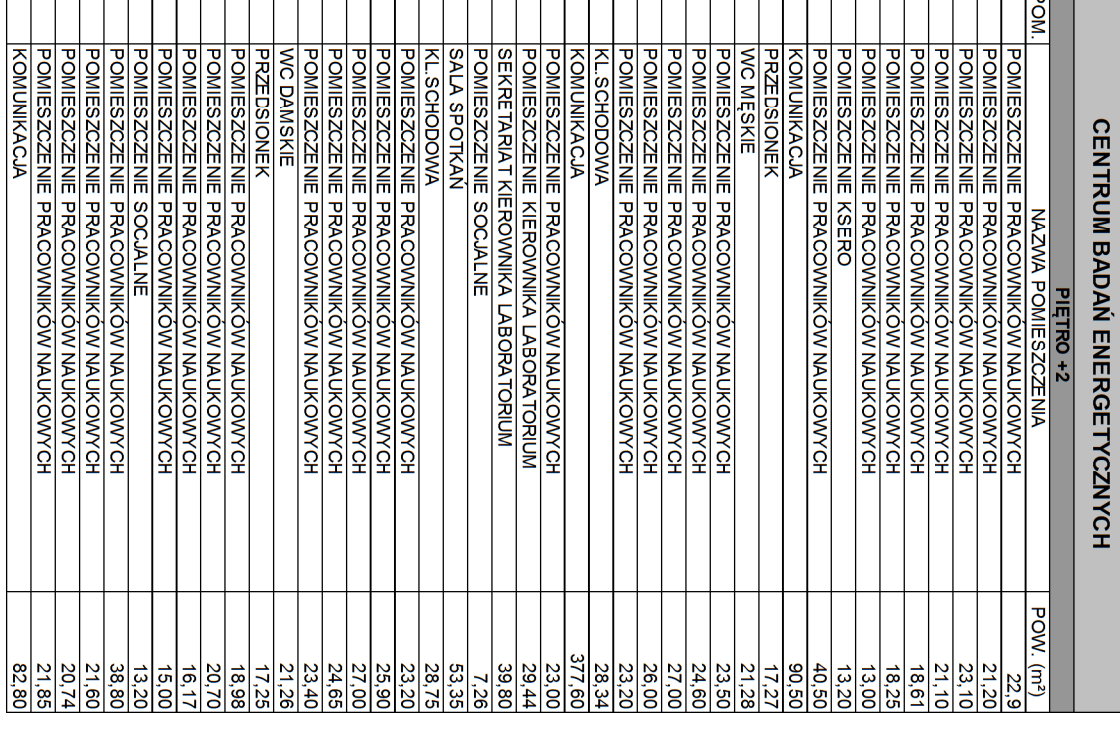 CENTRUM BADAŃ ENERGETYCZNYCH
PIĘTRO +2
POM. NAZWA POMIESZCZENIA POW. (m²)
POMIESZCZENIE PRACOWNIKÓW NAUKOWYCH 22,9
POMIESZCZENIE PRACOWNIKÓW NAUKOWYCH 21,20
POMIESZCZENIE PRACOWNIKÓW NAUKOWYCH 23,10
POMIESZCZENIE PRACOWNIKÓW NAUKOWYCH 21,10
POMIESZCZENIE PRACOWNIKÓW NAUKOWYCH 18,61
POMIESZCZENIE PRACOWNIKÓW NAUKOWYCH 18,25
POMIESZCZENIE PRACOWNIKÓW NAUKOWYCH 13,00
POMIESZCZENIE KSERO 13,20
POMIESZCZENIE PRACOWNIKÓW NAUKOWYCH 40,50
KOMUNIKACJA 90,50
PRZEDSIONEK 17,27
WC MĘSKIE 21,28
POMIESZCZENIE PRACOWNIKÓW NAUKOWYCH 23,50
POMIESZCZENIE PRACOWNIKÓW NAUKOWYCH 24,60
POMIESZCZENIE PRACOWNIKÓW NAUKOWYCH 27,00
POMIESZCZENIE PRACOWNIKÓW NAUKOWYCH 26,00
POMIESZCZENIE PRACOWNIKÓW NAUKOWYCH 23,20
KL.SCHODOWA 28,34
KOMUNIKACJA 377,60
POMIESZCZENIE PRACOWNIKÓW NAUKOWYCH 23,00
POMIESZCZENIE KIEROWNIKA LABORATORIUM 29,44
SEKRETARIAT KIEROWNIKA LABORATORIUM 39,80
POMIESZCZENIE SOCJALNE 7,26
SALA SPOTKAŃ 53,35
KL.SCHODOWA 28,75
POMIESZCZENIE PRACOWNIKÓW NAUKOWYCH 23,20
POMIESZCZENIE PRACOWNIKÓW NAUKOWYCH 25,90
POMIESZCZENIE PRACOWNIKÓW NAUKOWYCH 27,00
POMIESZCZENIE PRACOWNIKÓW NAUKOWYCH 24,65
POMIESZCZENIE PRACOWNIKÓW NAUKOWYCH 23,40
WC DAMSKIE 21,26
PRZEDSIONEK 17,25
POMIESZCZENIE PRACOWNIKÓW NAUKOWYCH 18,98
POMIESZCZENIE PRACOWNIKÓW NAUKOWYCH 20,70
POMIESZCZENIE PRACOWNIKÓW NAUKOWYCH 16,17
POMIESZCZENIE PRACOWNIKÓW NAUKOWYCH 15,00
POMIESZCZENIE SOCJALNE 13,20
POMIESZCZENIE PRACOWNIKÓW NAUKOWYCH 38,80
POMIESZCZENIE PRACOWNIKÓW NAUKOWYCH 21,60
POMIESZCZENIE PRACOWNIKÓW NAUKOWYCH 20,74
POMIESZCZENIE PRACOWNIKÓW NAUKOWYCH 21,85
KOMUNIKACJA 82,80